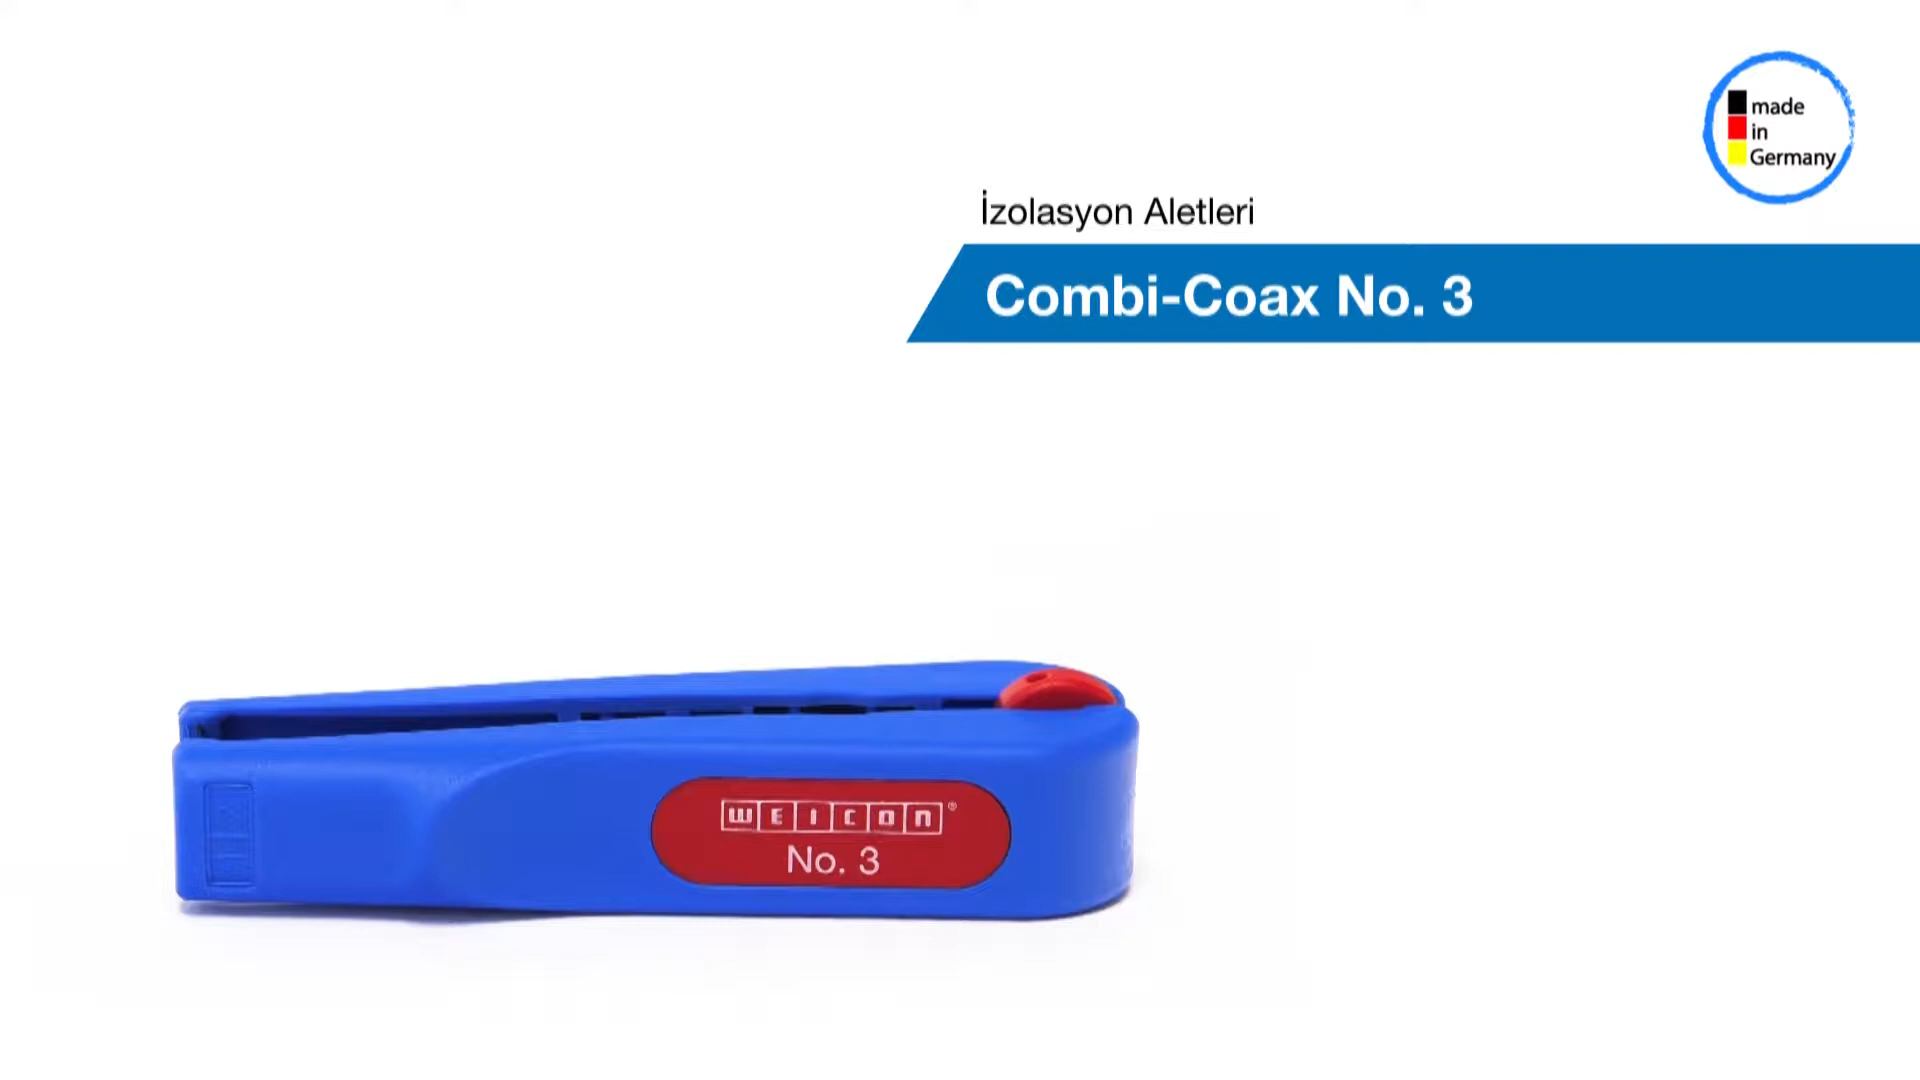 made
in
Germany
İzolasyon Aletleri
Combi-Coax No. 3
WEICON®
No. 3